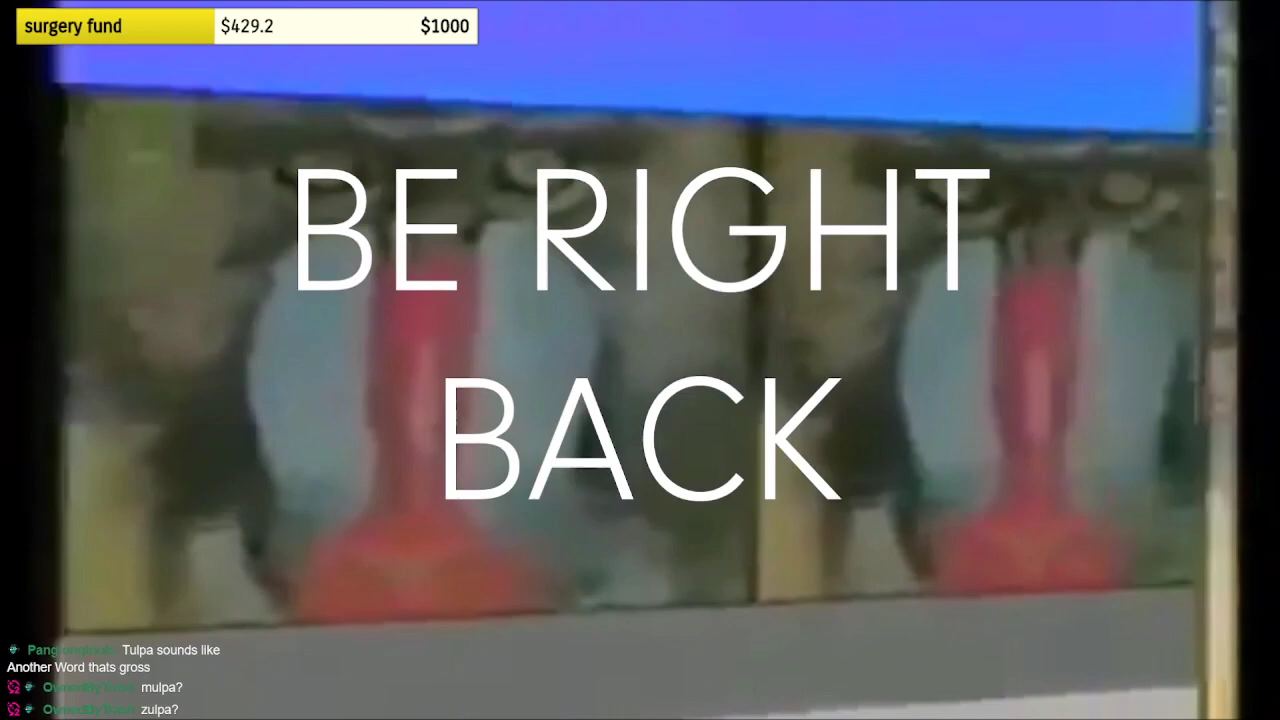 surgery fund $429.2 $1000
BE RIGHT
BACK
Tulpa sounds like
Another Word thats gross
mulpa?
zulpa?